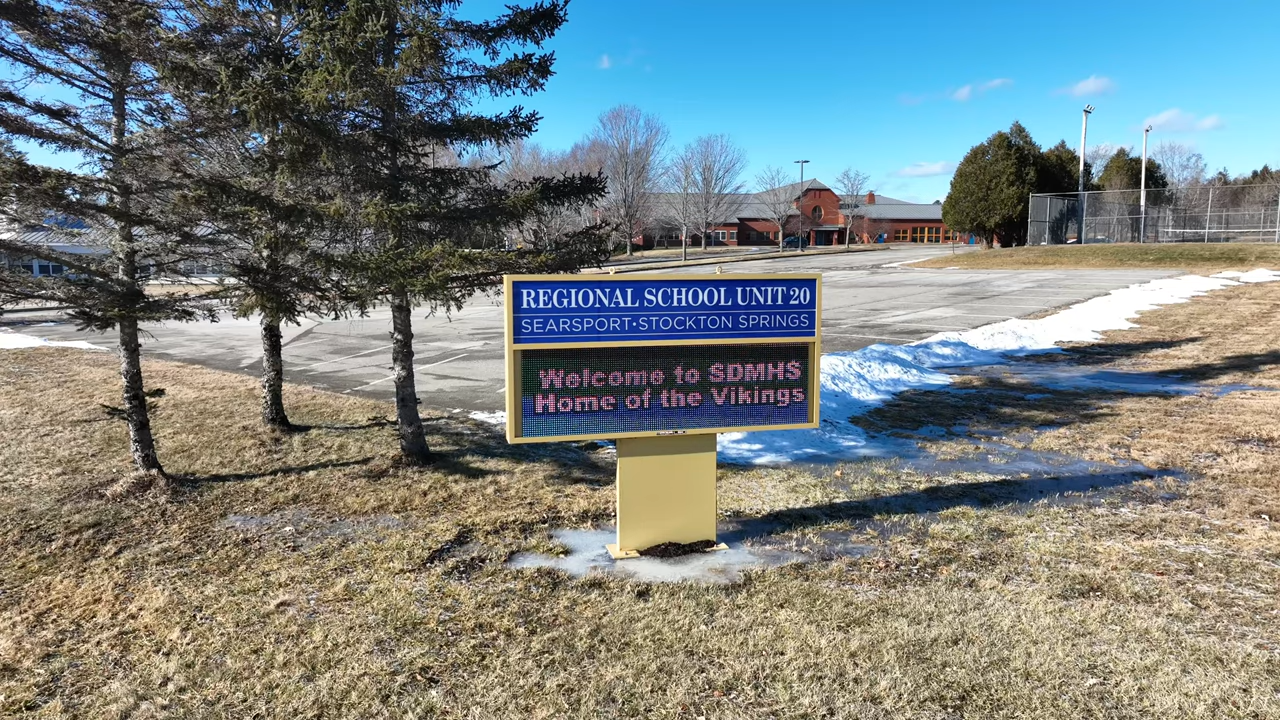 REGIONAL SCHOOL UNIT 20
SEARSPORT·STOCKTON SPRINGS
Welcome to SDMHS
Home of the Vikings